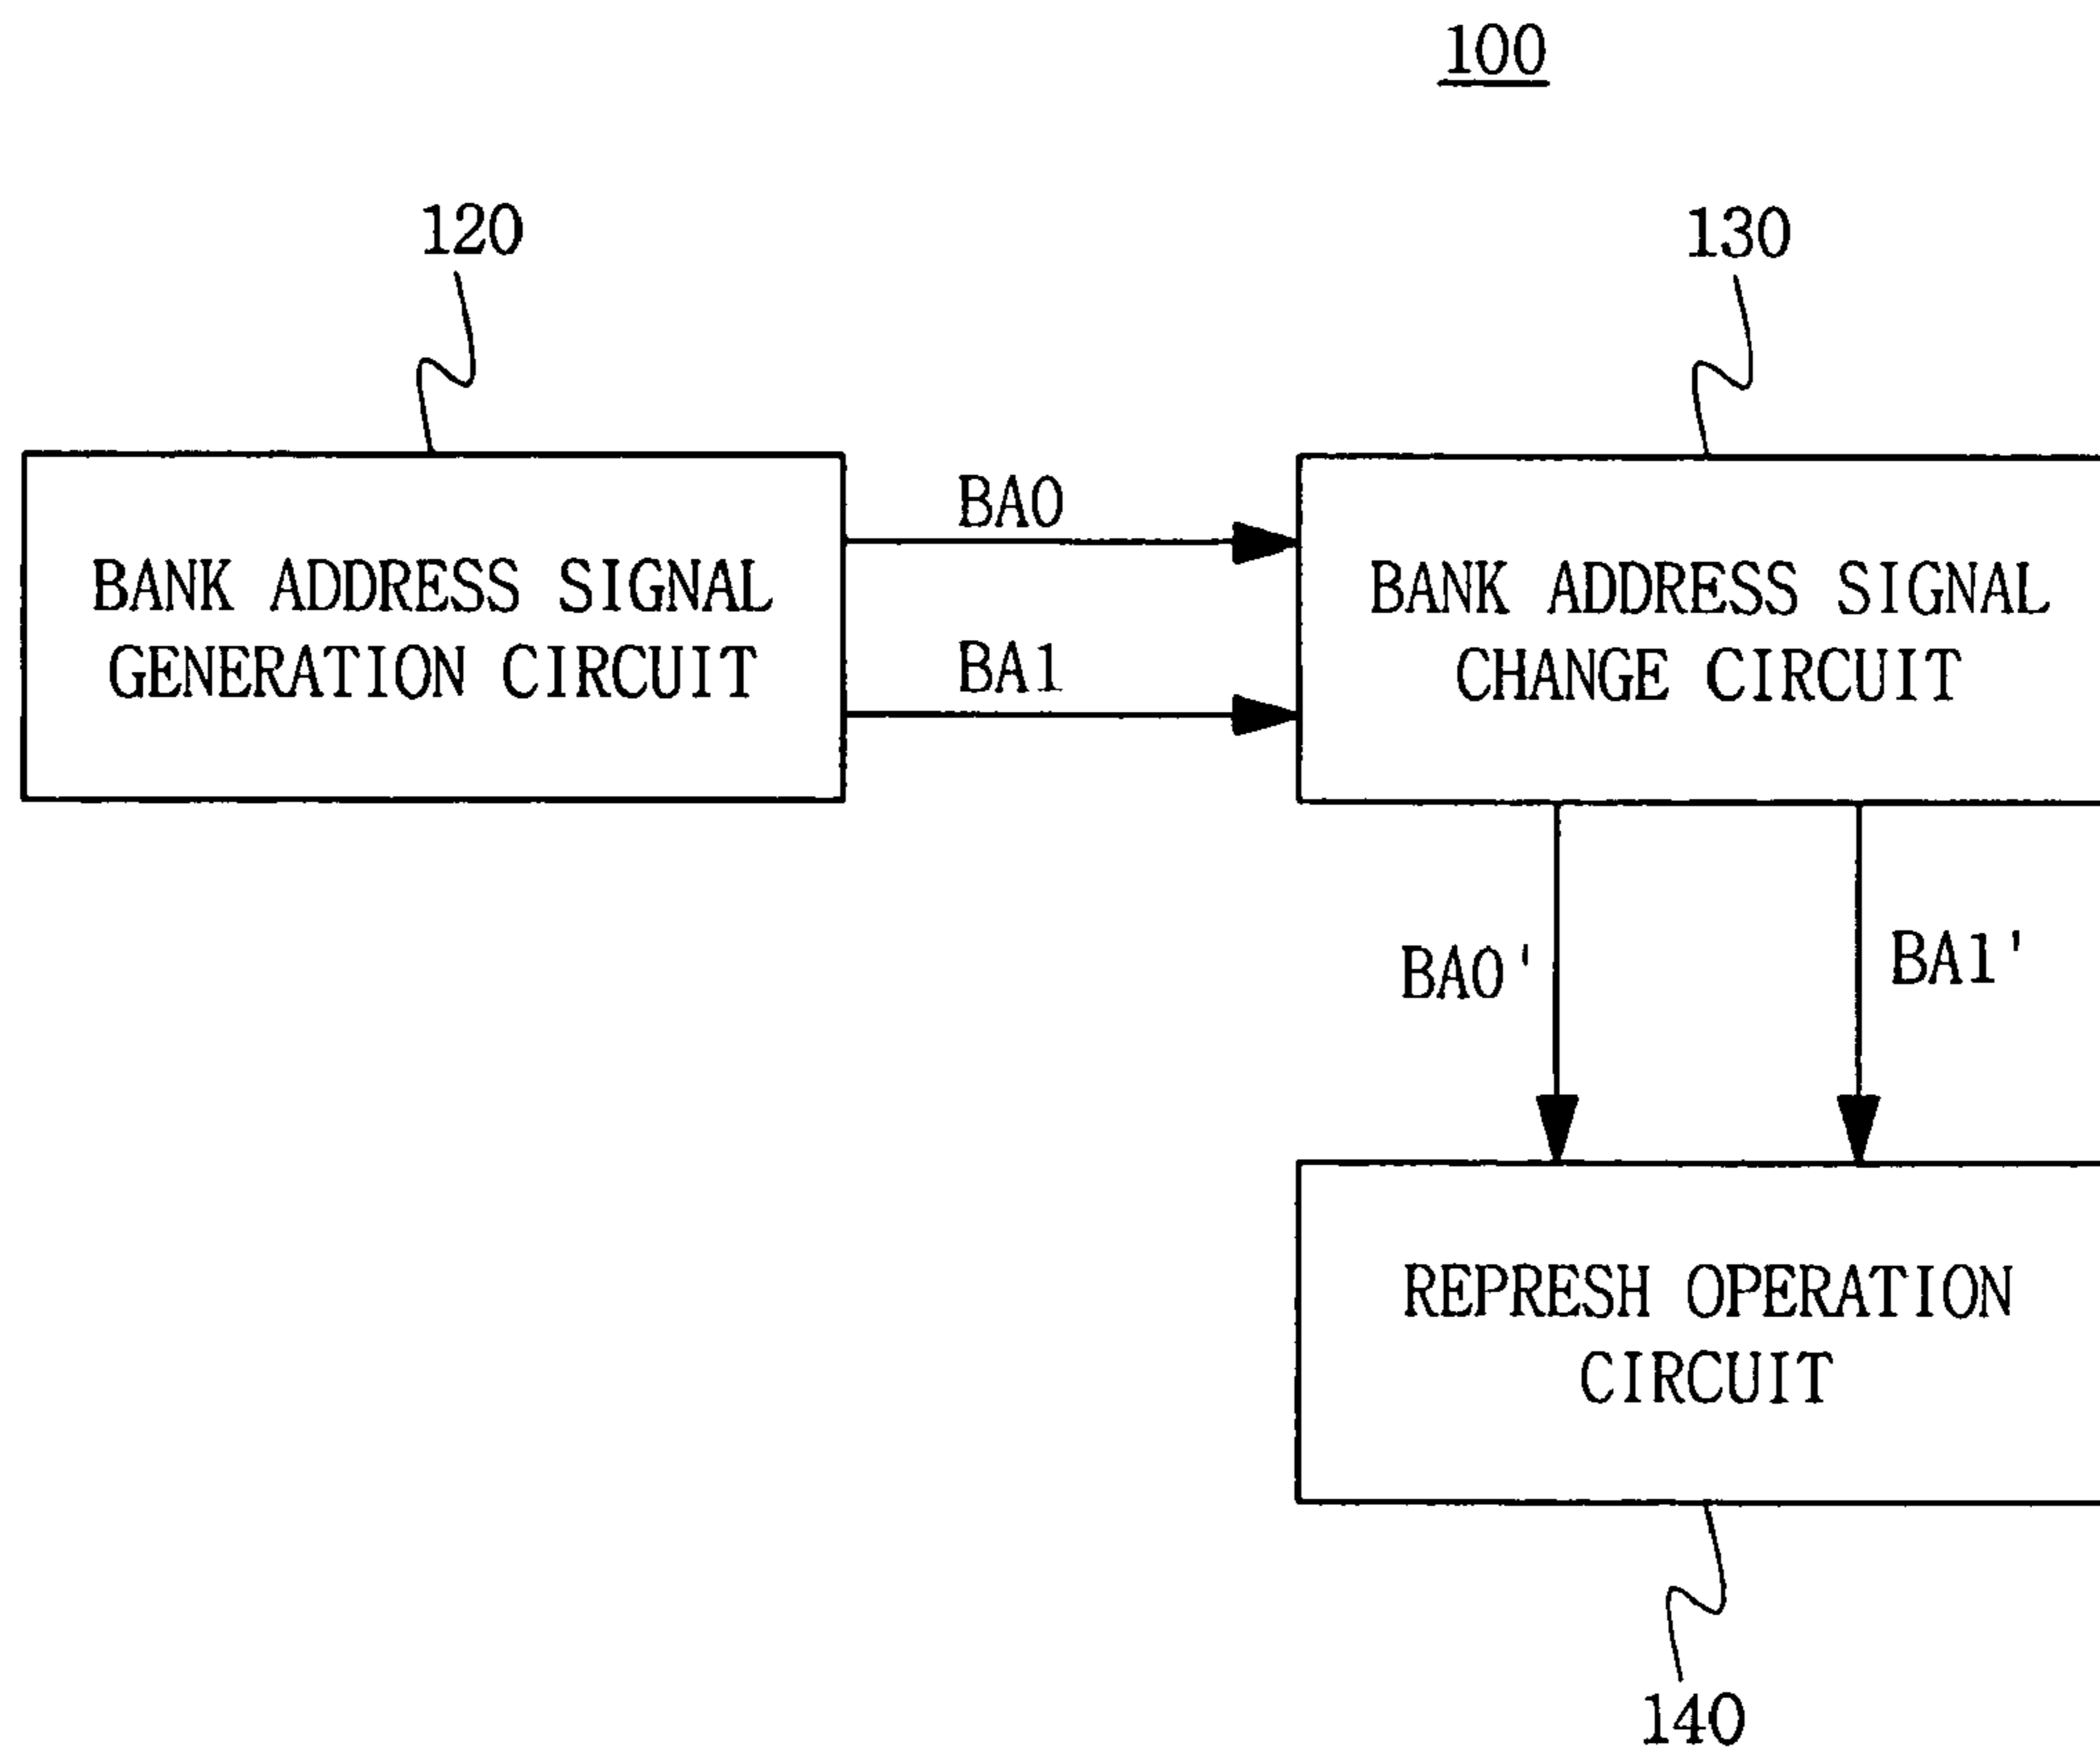 100
120
130
BANK ADDRESS SIGNAL
GENERATION CIRCUIT
BA0
BA1
BANK ADDRESS SIGNAL
CHANGE CIRCUIT
BA0'
BA1'
REPRESH OPERATION
CIRCUIT
140